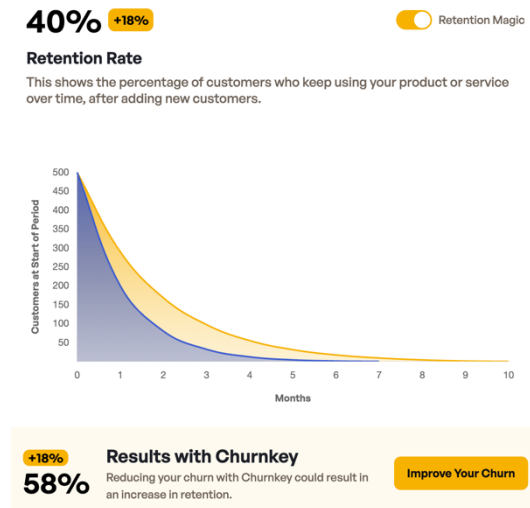 40% +18%
Retention Magic
Retention Rate
This shows the percentage of customers who keep using your product or service
over time, after adding new customers.
500
450
400
350
300
250
200
150
100
50
Customers at Start of Period
0 1 2 3 4 5 6 7 8 9 10
Months
+18%
58%
Results with Churnkey
Reducing your churn with Churnkey could result in
an increase in retention.
Improve Your Churn